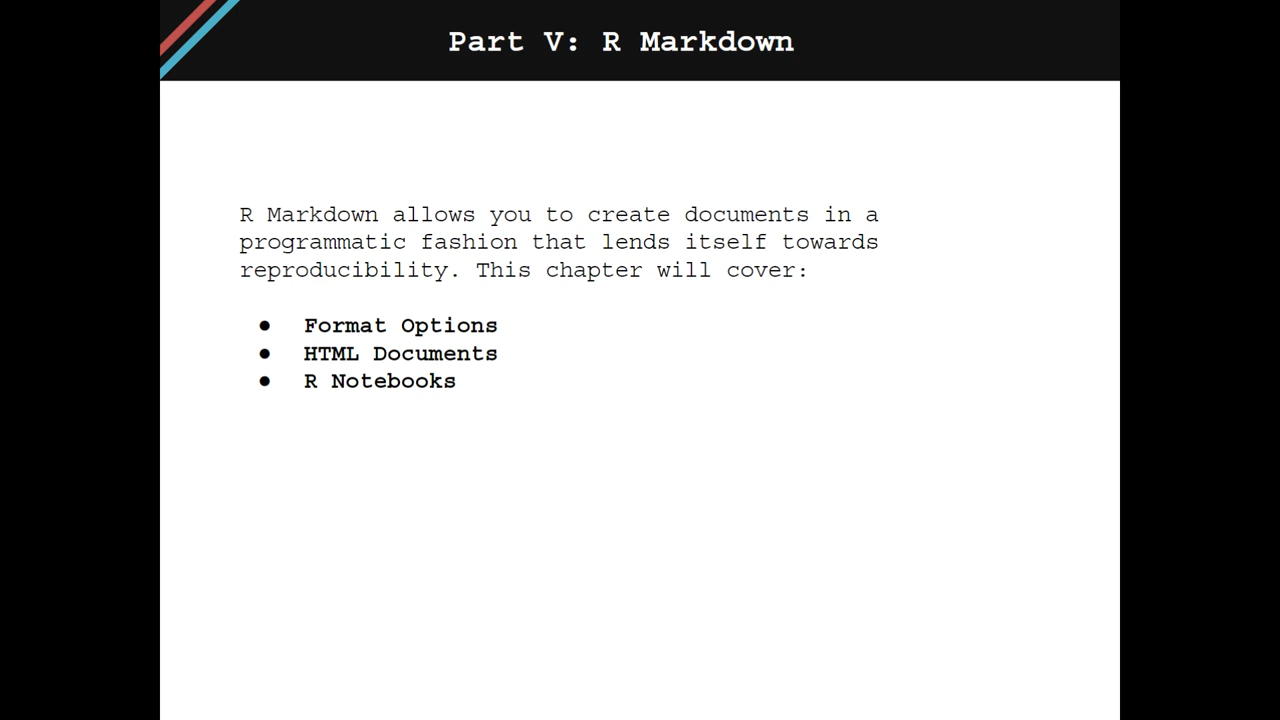 Part V: R Markdown
R Markdown allows you to create documents in a
programmatic fashion that lends itself towards
reproducibility. This chapter will cover:
● Format Options
● HTML Documents
● R Notebooks